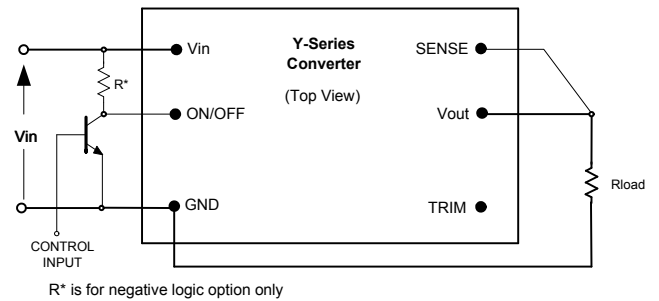 Y-Series
Converter
(Top View)
Vin
SENSE
R*
ON/OFF
Vout
Vin
Rload
GND
TRIM
CONTROL
INPUT
R* is for negative logic option only